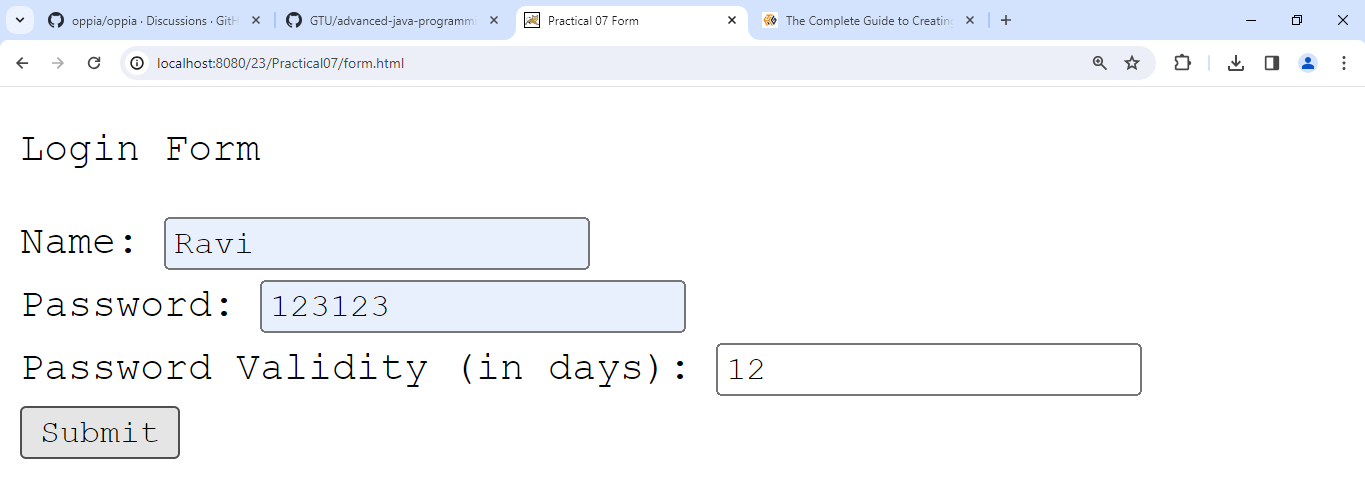 oppia/oppia · Discussions · GitH
GTU/advanced-java-programm
Practical 07 Form
The Complete Guide to Creating
localhost:8080/23/Practical07/form.html
Login Form
Name: Ravi
Password: 123123
Password Validity (in days): 12
Submit